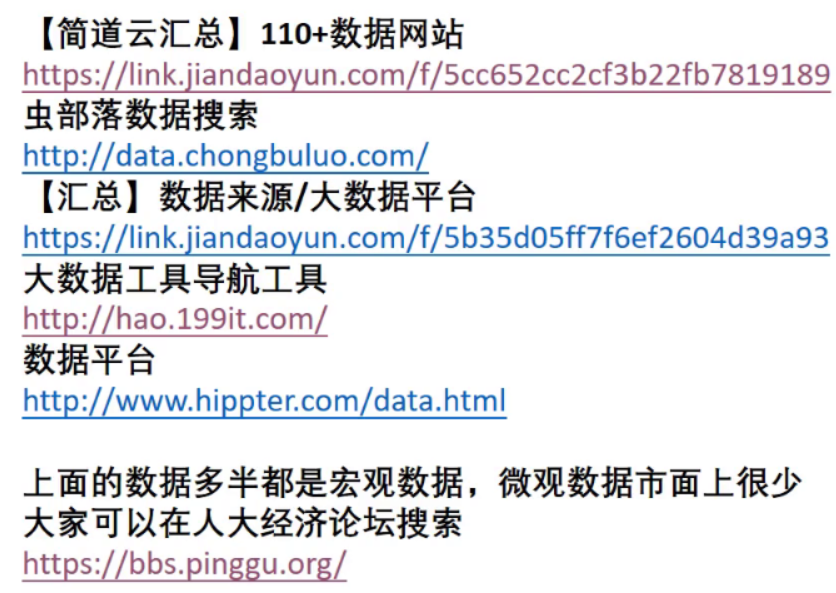 【简道云汇总】110+数据网站
https://link.jiandaoyun.com/f/5cc652cc2cf3b22fb7819189
虫部落数据搜索
http://data.chongbuluo.com/
【汇总】数据来源/大数据平台
https://link.jiandaoyun.com/f/5b35d05ff7f6ef2604d39a93
大数据工具导航工具
http://hao.199it.com/
数据平台
http://www.hippter.com/data.html
上面的数据多半都是宏观数据，微观数据市面上很少
大家可以在人大经济论坛搜索
https://bbs.pinggu.org/